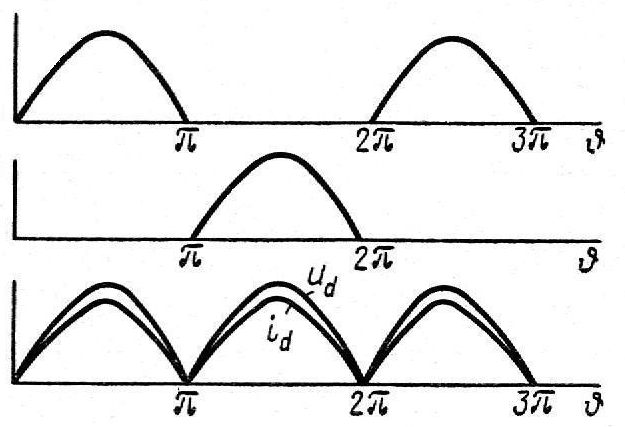 π 2π 3π ϑ
π 2π ϑ
u_d
i_d
π 2π 3π ϑ